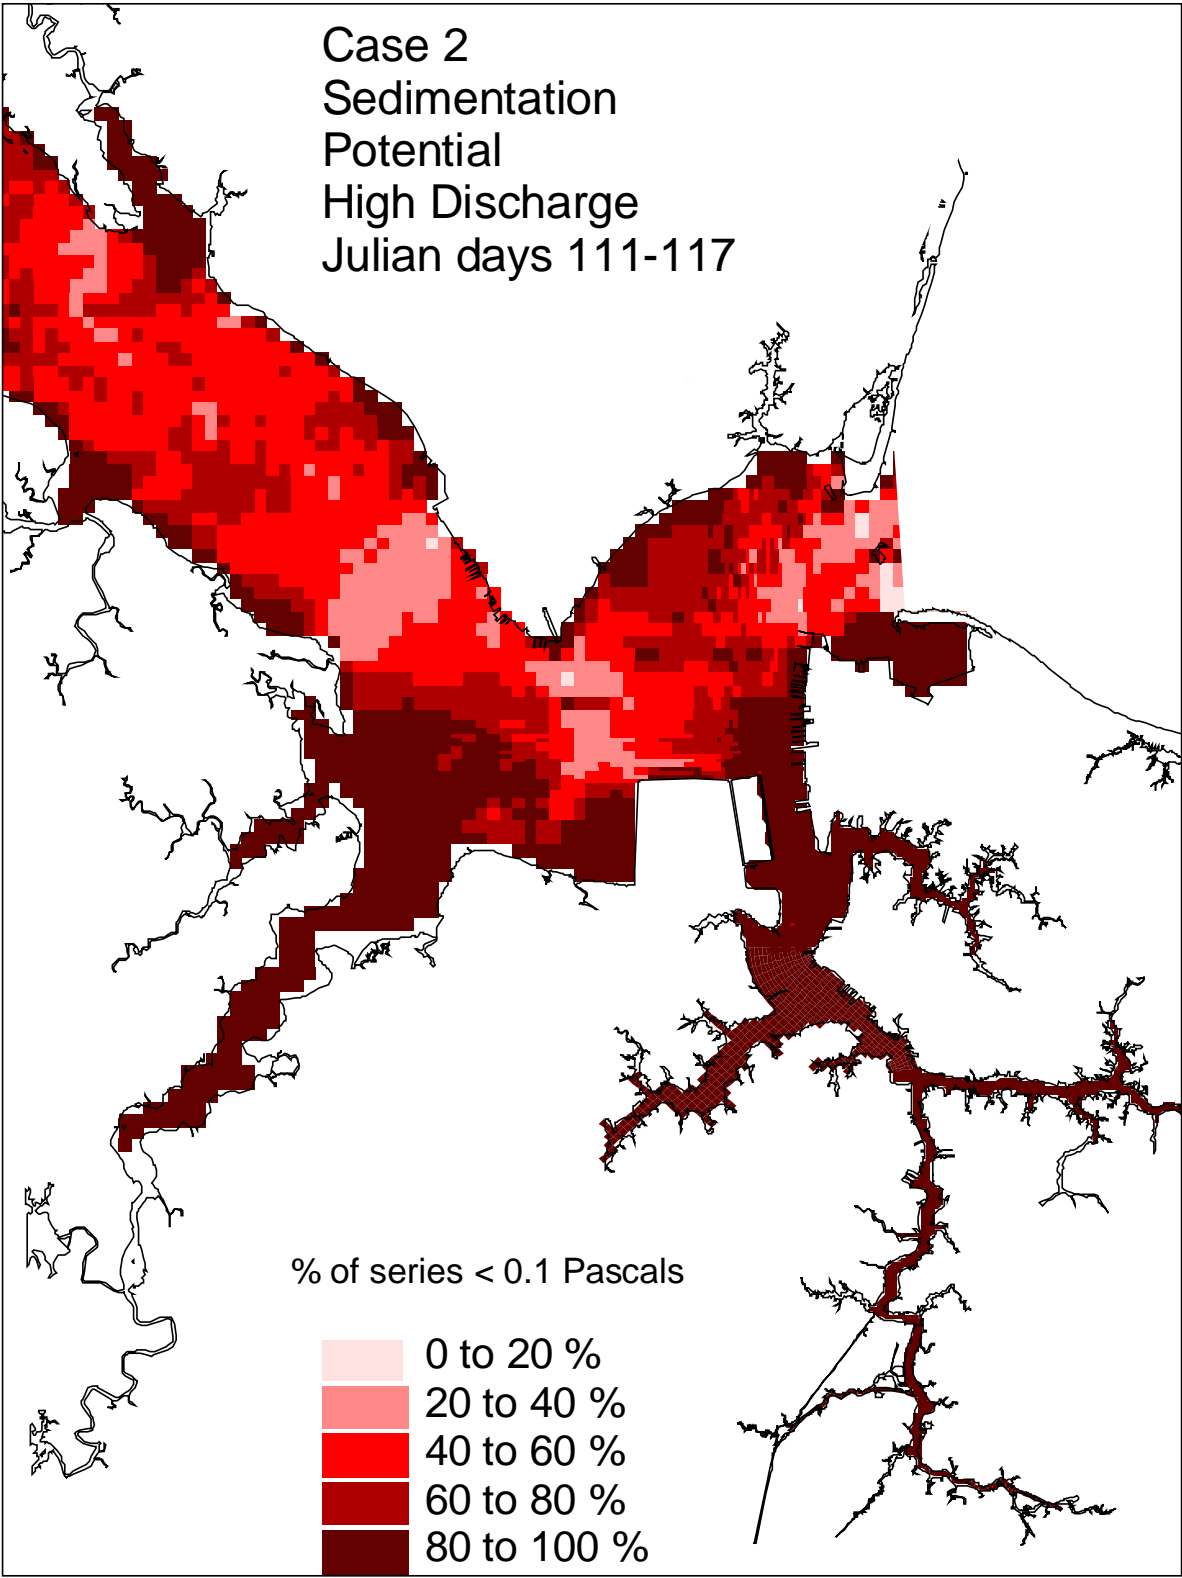 Case 2
Sedimentation
Potential
High Discharge
Julian days 111-117
% of series < 0.1 Pascals
0 to 20 %
20 to 40 %
40 to 60 %
60 to 80 %
80 to 100 %